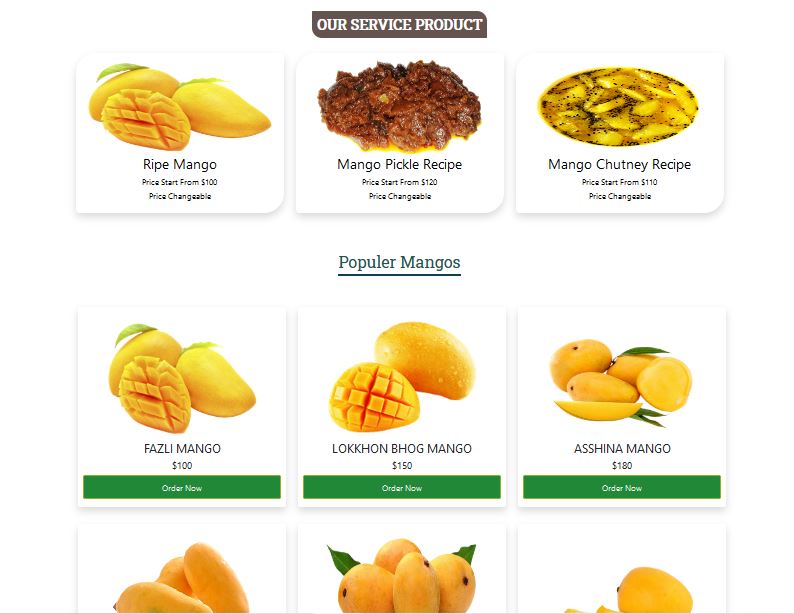 OUR SERVICE PRODUCT
Ripe Mango
Price Start From $100
Price Changeable
Mango Pickle Recipe
Price Start From $120
Price Changeable
Mango Chutney Recipe
Price Start From $110
Price Changeable
Populer Mangos
FAZLI MANGO
$100
Order Now
LOKKHON BHOG MANGO
$150
Order Now
ASSHINA MANGO
$180
Order Now